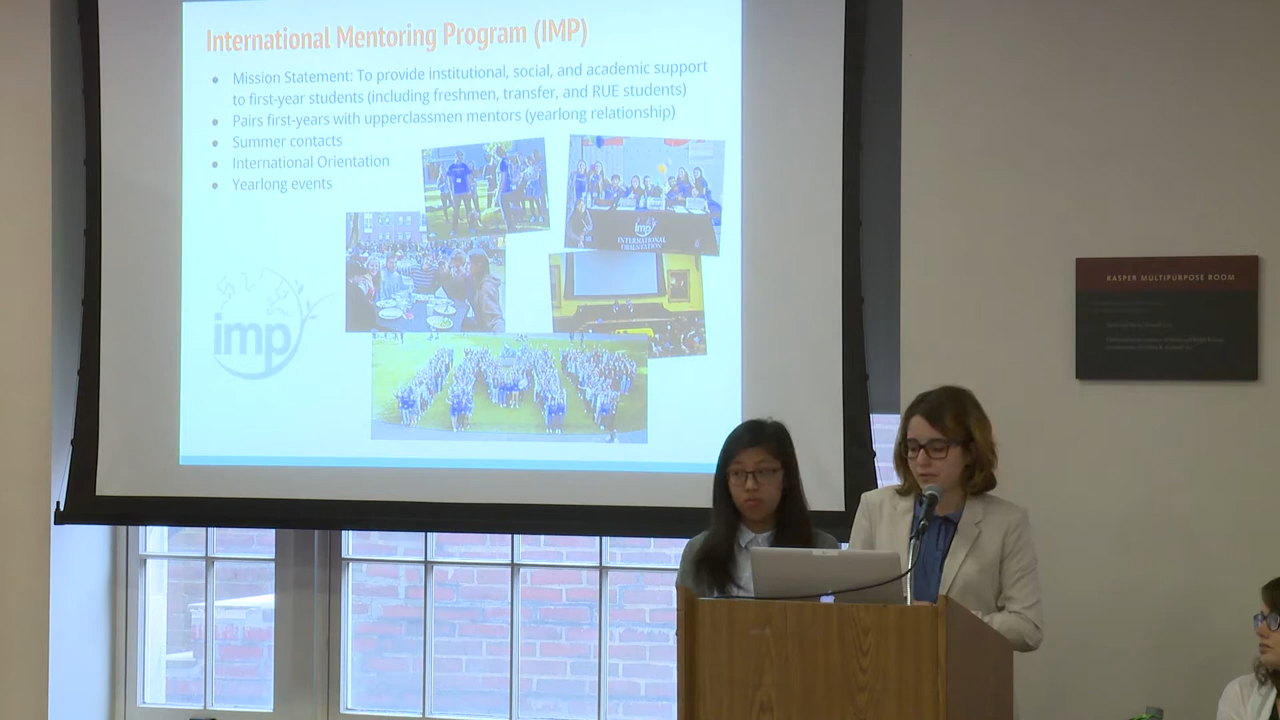 International Mentoring Program (IMP)
• Mission Statement: To provide institutional, social, and academic support
to first-year students (including freshmen, transfer, and RUE students)
• Pairs first-years with upperclassmen mentors (yearlong relationship)
• Summer contacts
• International Orientation
• Yearlong events
imp
INTERNATIONAL
ORIENTATION
imp
KASPER MULTIPURPOSE ROOM